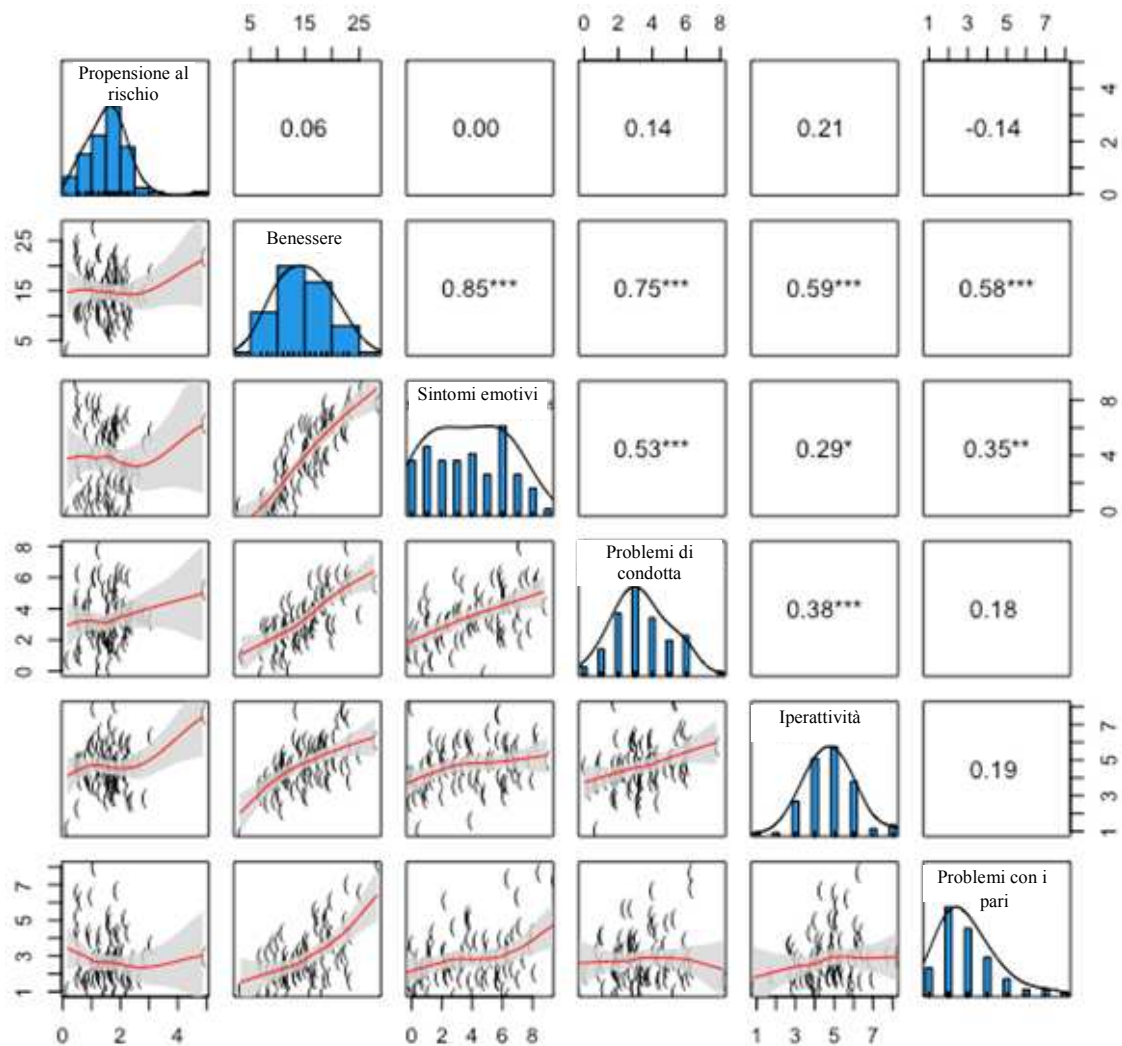 5 15 25
0 2 4 6 8
1 3 5 7
Propensione al
rischio
0.06
0.00
0.14
0.21
-0.14
0 2 4
5 15 25
Benessere
0.85***
0.75***
0.59***
0.58***
Sintomi emotivi
0.53***
0.29*
0.35**
0 4 8
0 2 4 6 8
Problemi di
condotta
0.38***
0.18
Iperattività
0.19
1 3 5 7
1 3 5 7
Problemi con i
pari
0 2 4
0 2 4 6 8
1 3 5 7